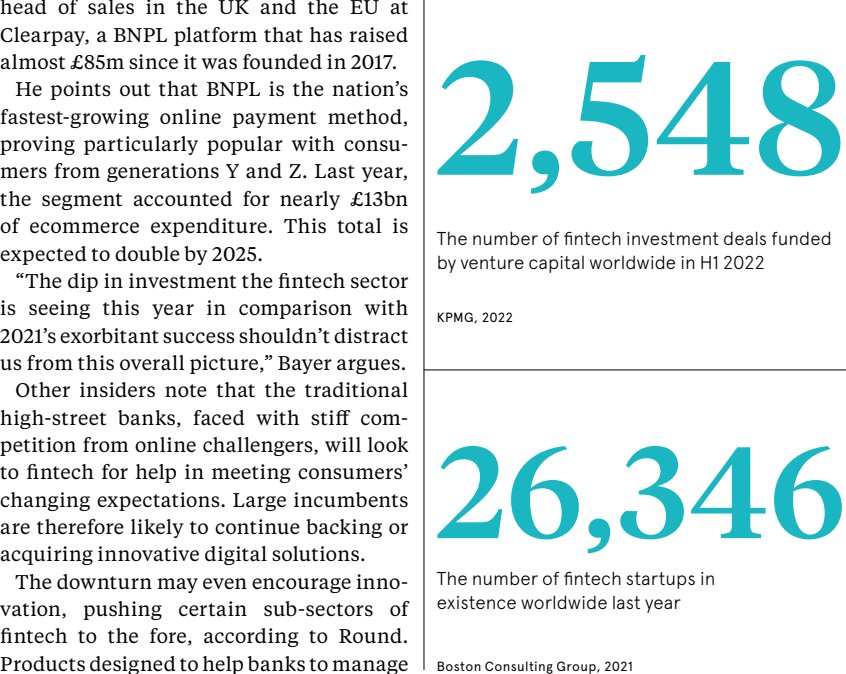 head of sales in the UK and the EU at
Clearpay, a BNPL platform that has raised
almost £85m since it was founded in 2017.
He points out that BNPL is the nation’s
fastest-growing online payment method,
proving particularly popular with consu-
mers from generations Y and Z. Last year,
the segment accounted for nearly £13bn
of ecommerce expenditure. This total is
expected to double by 2025.
“The dip in investment the fintech sector
is seeing this year in comparison with
2021’s exorbitant success shouldn’t distract
us from this overall picture,” Bayer argues.
Other insiders note that the traditional
high-street banks, faced with stiff com-
petition from online challengers, will look
to fintech for help in meeting consumers’
changing expectations. Large incumbents
are therefore likely to continue backing or
acquiring innovative digital solutions.
The downturn may even encourage inno-
vation, pushing certain sub-sectors of
fintech to the fore, according to Round.
Products designed to help banks to manage
2,548
The number of fintech investment deals funded
by venture capital worldwide in H1 2022
KPMG, 2022
26,346
The number of fintech startups in
existence worldwide last year
Boston Consulting Group, 2021